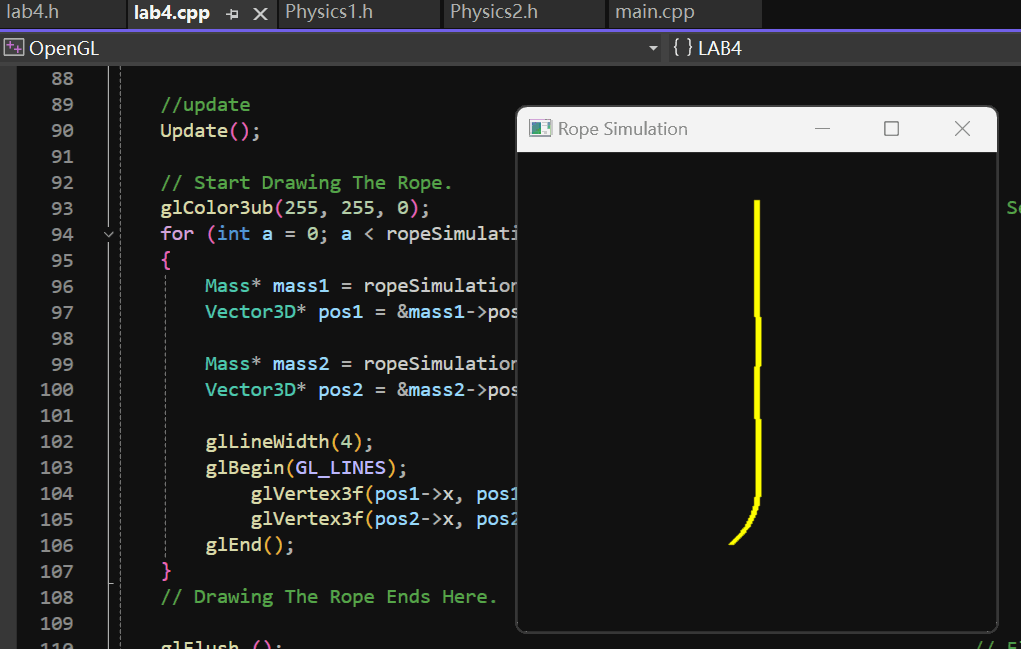 lab4.h lab4.cpp Physics1.h Physics2.h main.cpp
OpenGL { } LAB4
88
89 //update
90 Update();
91
92 // Start Drawing The Rope.
93 glColor3ub(255, 255, 0);
94 for (int a = 0; a < ropeSimulati
95 {
96 Mass* mass1 = ropeSimulation
97 Vector3D* pos1 = &mass1->pos
98
99 Mass* mass2 = ropeSimulation
100 Vector3D* pos2 = &mass2->pos
101
102 glLineWidth(4);
103 glBegin(GL_LINES);
104 glVertex3f(pos1->x, pos1
105 glVertex3f(pos2->x, pos2
106 glEnd();
107 }
108 // Drawing The Rope Ends Here.
109
110 glFlush ();
Rope Simulation